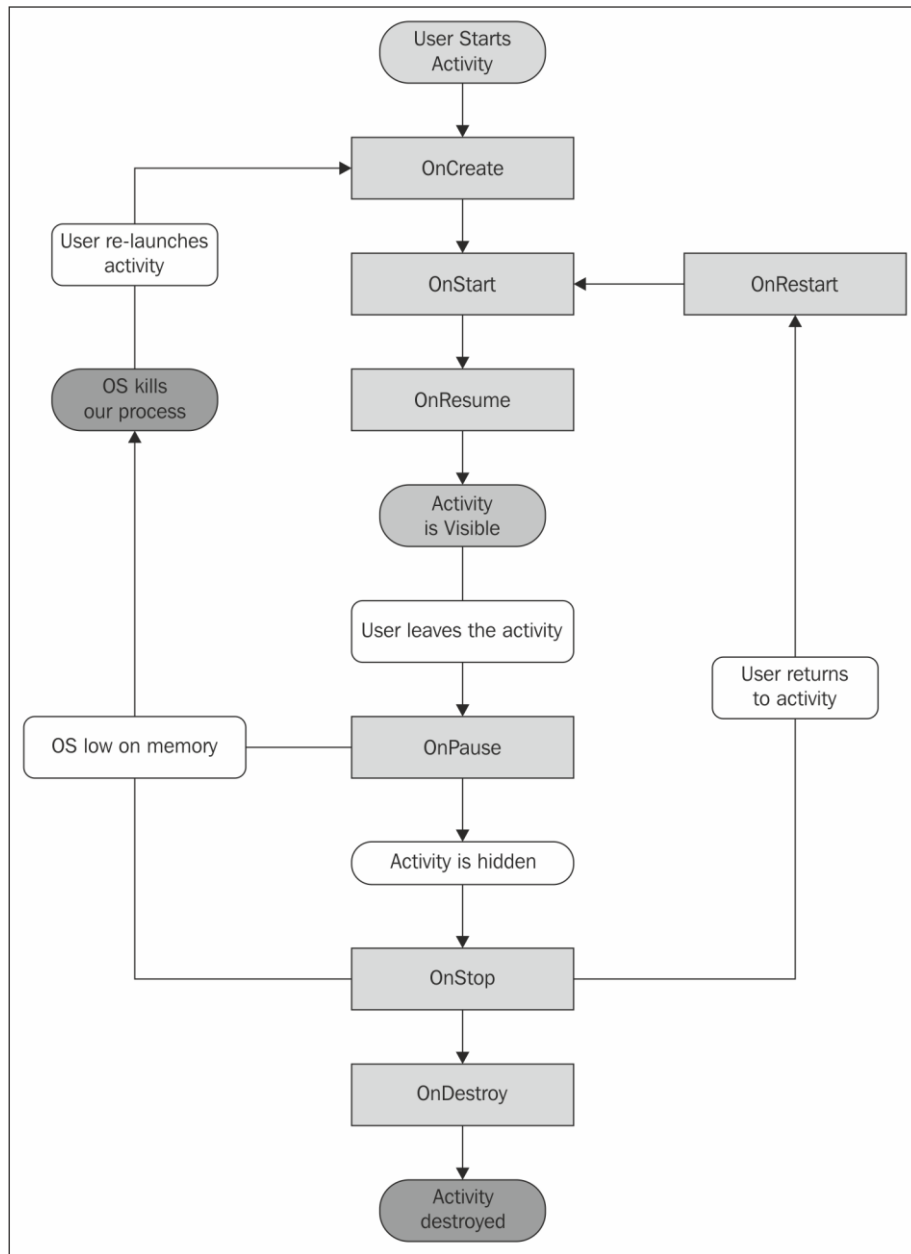 User Starts
Activity
OnCreate
User re-launches
activity
OnStart
OnRestart
OS kills
our process
OnResume
Activity
is Visible
User leaves the activity
User returns
to activity
OS low on memory
OnPause
Activity is hidden
OnStop
OnDestroy
Activity
destroyed